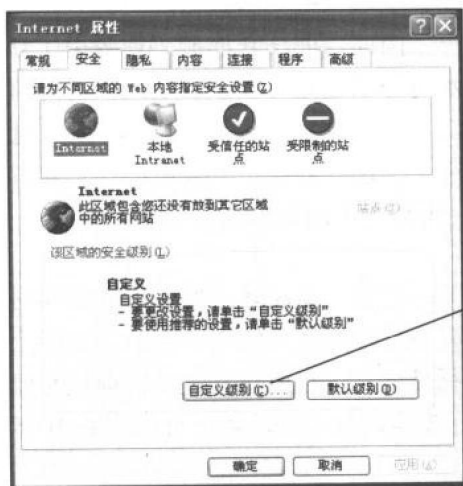 Internet 属性
常规 安全 隐私 内容 连接 程序 高级
请为不同区域的 Web 内容指定安全设置(Z)
Internet 本地 Intranet 受信任的站点 受限制的站点
Internet
此区域包含您还没有放到其它区域
中的所有网站
站点(S)
该区域的安全级别(L)
自定义
自定义设置
- 要更改设置，请单击“自定义级别”
- 要使用推荐的设置，请单击“默认级别”
自定义级别(C)... 默认级别(D)
确定 取消 应用(A)